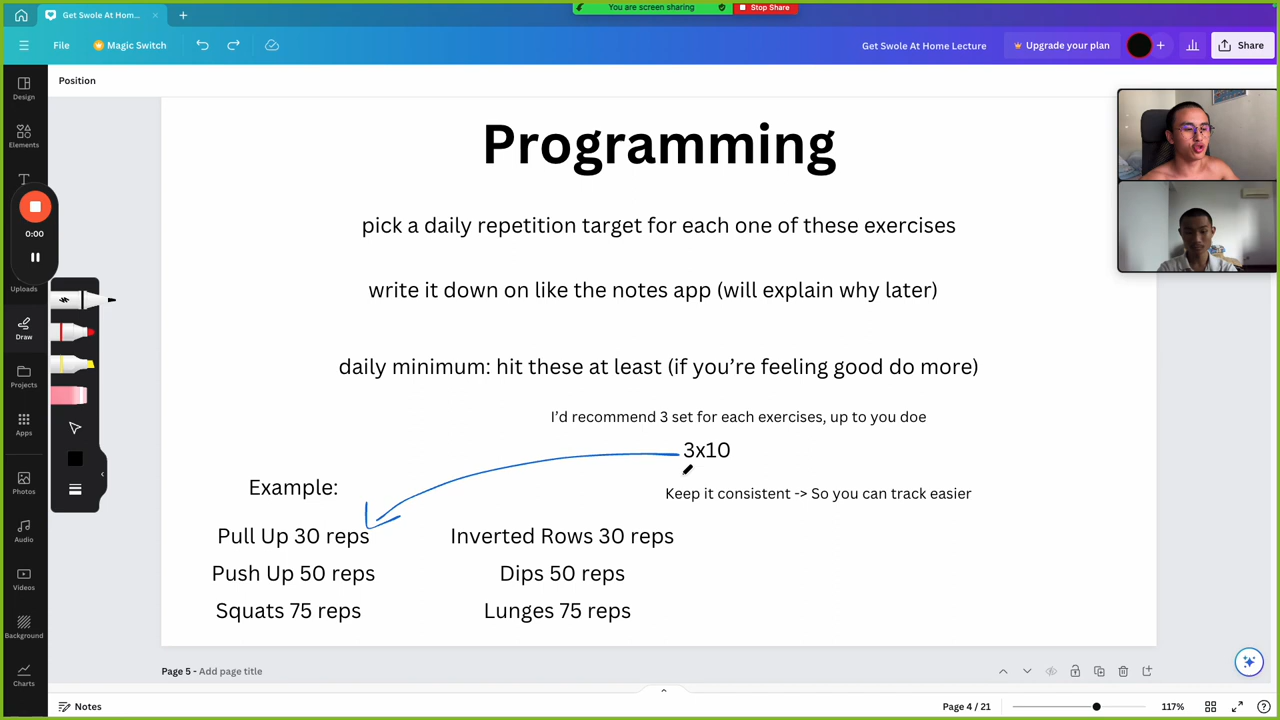 You are screen sharing
Stop Share
Get Swole At Home...
File
Magic Switch
Get Swole At Home Lecture
Upgrade your plan
Share
Position
Design
Elements
T
0:00
Uploads
Draw
Projects
Apps
Photos
Audio
Videos
Background
Charts
Programming
pick a daily repetition target for each one of these exercises
write it down on like the notes app (will explain why later)
daily minimum: hit these at least (if you’re feeling good do more)
I’d recommend 3 set for each exercises, up to you doe
3x10
Keep it consistent -> So you can track easier
Example:
Pull Up 30 reps
Push Up 50 reps
Squats 75 reps
Inverted Rows 30 reps
Dips 50 reps
Lunges 75 reps
Page 5 - Add page title
Notes
Page 4 / 21
117%